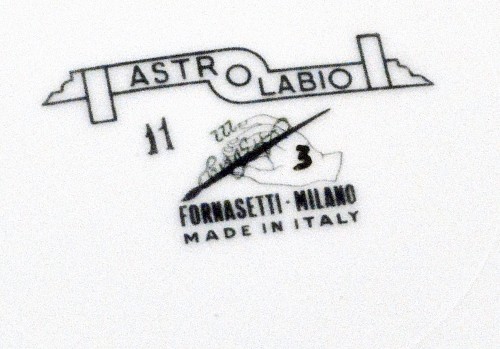 ASTROLABIO
11
3
FORNASETTI - MILANO
MADE IN ITALY